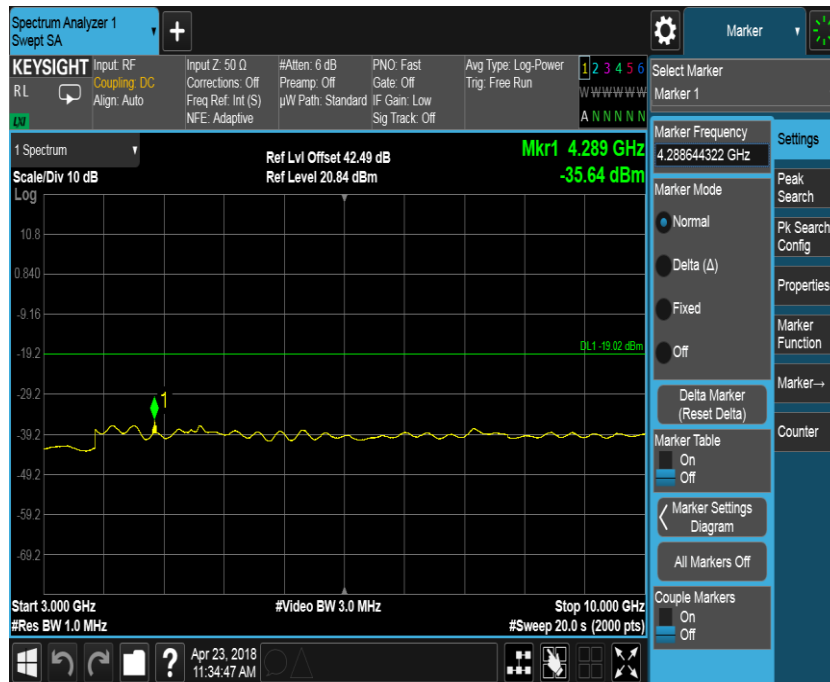 Spectrum Analyzer 1
Swept SA
+
Marker
KEYSIGHT Input: RF Input Z: 50 Ω #Atten: 6 dB PNO: Fast Avg Type: Log-Power 1 2 3 4 5 6
RL Coupling: DC Corrections: Off Preamp: Off Gate: Off Trig: Free Run
Align: Auto Freq Ref: Int (S) µW Path: Standard IF Gain: Low W W W W W W
LXI NFE: Adaptive Sig Track: Off A N N N N N
Select Marker
Marker 1
1 Spectrum
Scale/Div 10 dB
Log
Ref Lvl Offset 42.49 dB
Ref Level 20.84 dBm
Mkr1 4.289 GHz
-35.64 dBm
10.8
0.840
-9.16
-19.2
-29.2
-39.2
-49.2
-59.2
-69.2
DL1 -19.02 dBm
1
Start 3.000 GHz #Video BW 3.0 MHz Stop 10.000 GHz
#Res BW 1.0 MHz #Sweep 20.0 s (2000 pts)
Marker Frequency
4.288644322 GHz
Marker Mode
Normal
Delta (Δ)
Fixed
Off
Delta Marker
(Reset Delta)
Marker Table
On
Off
Marker Settings
Diagram
All Markers Off
Couple Markers
On
Off
Settings
Peak
Search
Pk Search
Config
Properties
Marker
Function
Marker→
Counter
?
Apr 23, 2018
11:34:47 AM